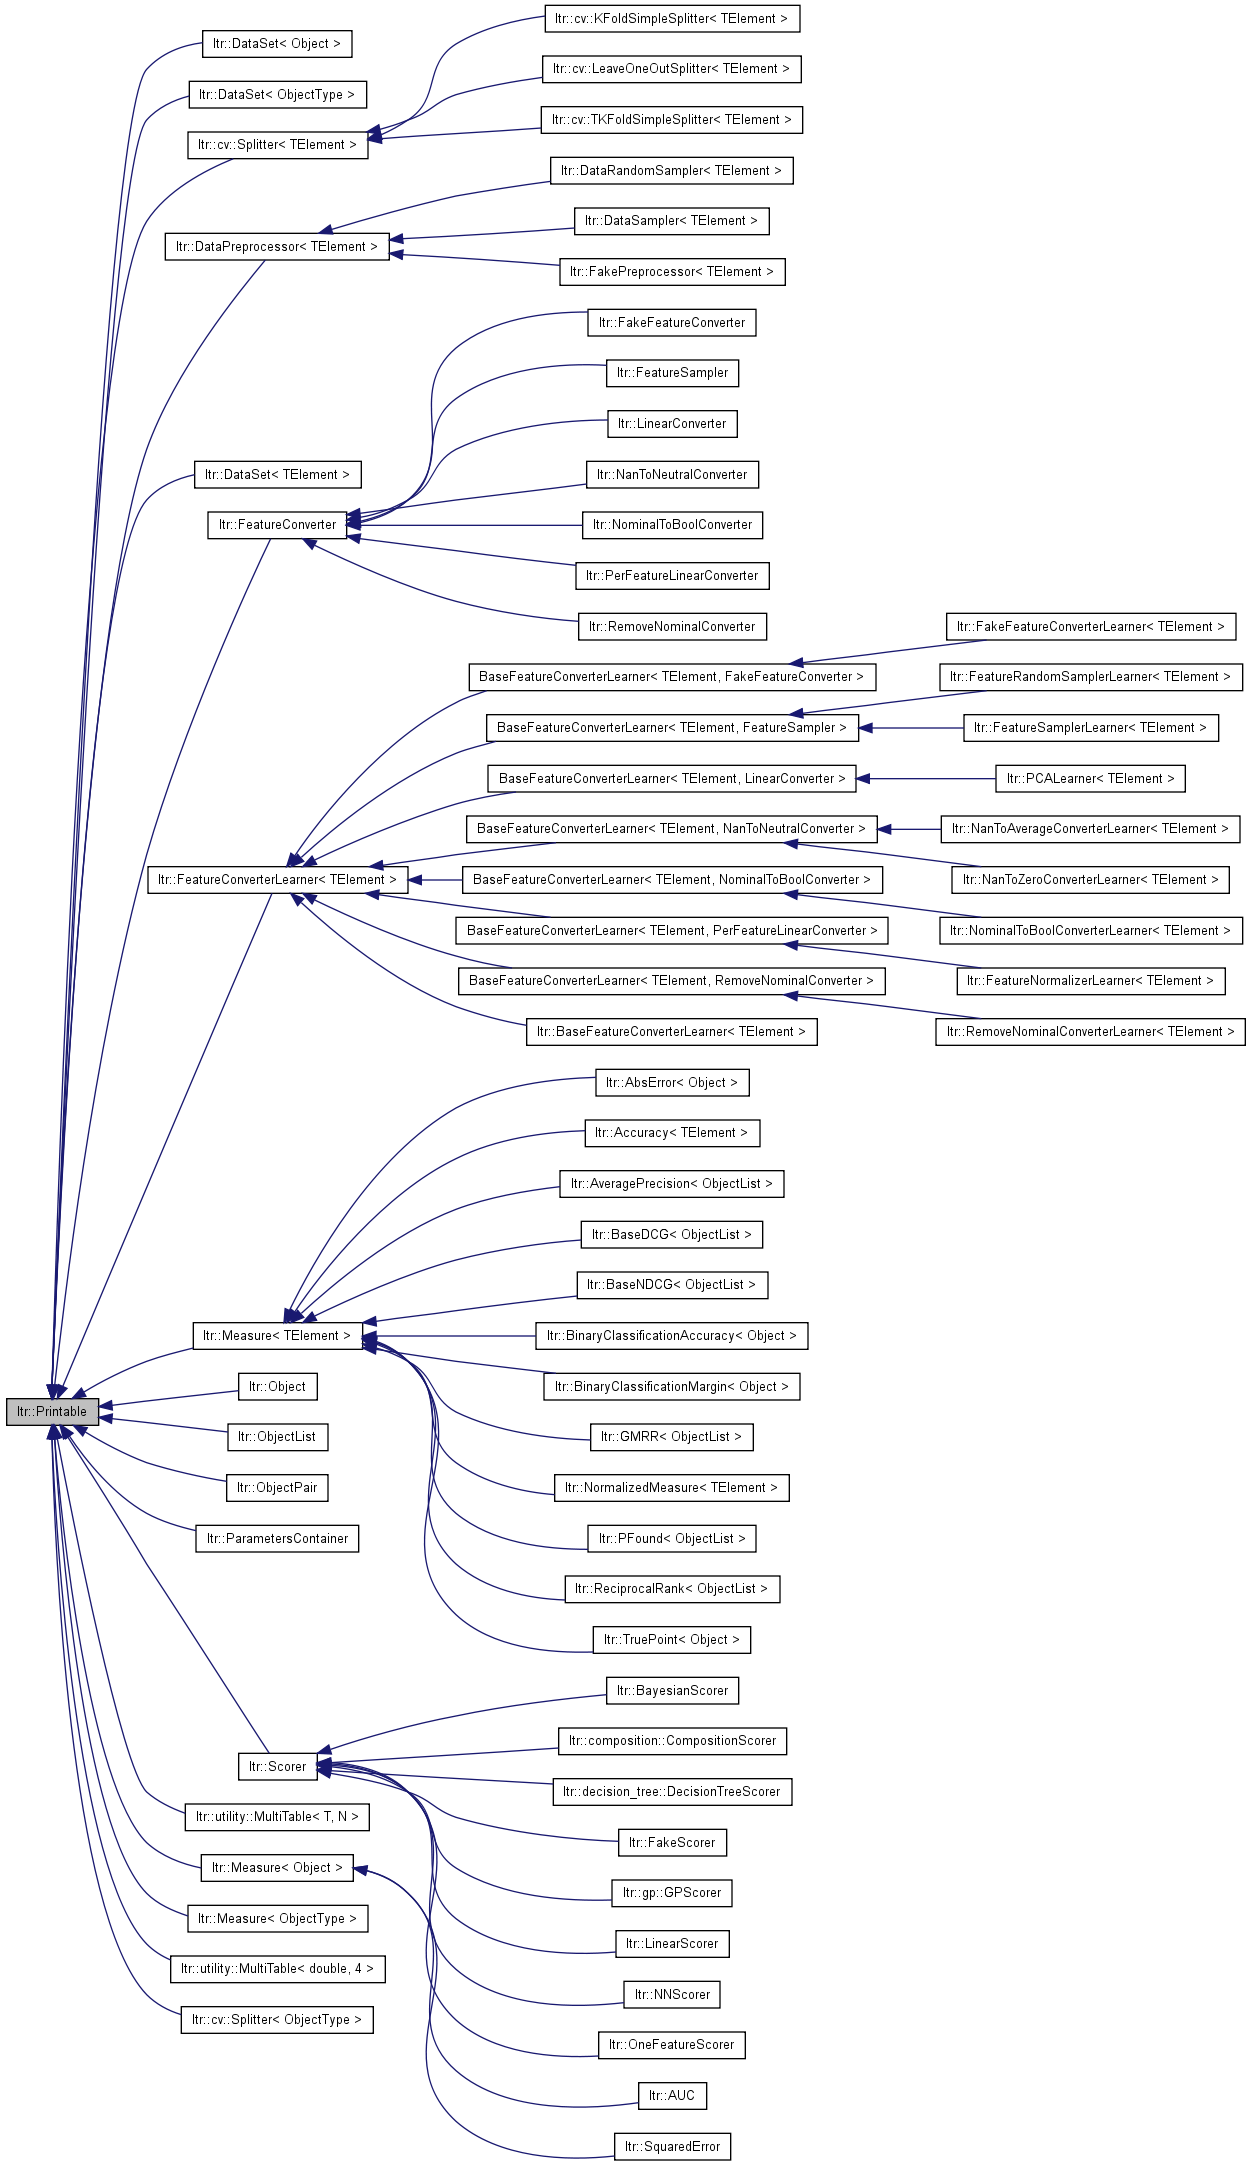 ltr::cv::KFoldSimpleSplitter< TElement >
ltr::DataSet< Object >
ltr::cv::LeaveOneOutSplitter< TElement >
ltr::DataSet< ObjectType >
ltr::cv::TKFoldSimpleSplitter< TElement >
ltr::cv::Splitter< TElement >
ltr::DataRandomSampler< TElement >
ltr::DataSampler< TElement >
ltr::DataPreprocessor< TElement >
ltr::FakePreprocessor< TElement >
ltr::FakeFeatureConverter
ltr::FeatureSampler
ltr::LinearConverter
ltr::DataSet< TElement >
ltr::NanToNeutralConverter
ltr::FeatureConverter
ltr::NominalToBoolConverter
ltr::PerFeatureLinearConverter
ltr::RemoveNominalConverter
ltr::FakeFeatureConverterLearner< TElement >
BaseFeatureConverterLearner< TElement, FakeFeatureConverter >
ltr::FeatureRandomSamplerLearner< TElement >
BaseFeatureConverterLearner< TElement, FeatureSampler >
ltr::FeatureSamplerLearner< TElement >
BaseFeatureConverterLearner< TElement, LinearConverter >
ltr::PCALearner< TElement >
BaseFeatureConverterLearner< TElement, NanToNeutralConverter >
ltr::NanToAverageConverterLearner< TElement >
ltr::FeatureConverterLearner< TElement >
BaseFeatureConverterLearner< TElement, NominalToBoolConverter >
ltr::NanToZeroConverterLearner< TElement >
BaseFeatureConverterLearner< TElement, PerFeatureLinearConverter >
ltr::NominalToBoolConverterLearner< TElement >
BaseFeatureConverterLearner< TElement, RemoveNominalConverter >
ltr::FeatureNormalizerLearner< TElement >
ltr::BaseFeatureConverterLearner< TElement >
ltr::RemoveNominalConverterLearner< TElement >
ltr::AbsError< Object >
ltr::Accuracy< TElement >
ltr::AveragePrecision< ObjectList >
ltr::BaseDCG< ObjectList >
ltr::BaseNDCG< ObjectList >
ltr::Measure< TElement >
ltr::BinaryClassificationAccuracy< Object >
ltr::Object
ltr::BinaryClassificationMargin< Object >
ltr::Printable
ltr::ObjectList
ltr::GMRR< ObjectList >
ltr::ObjectPair
ltr::NormalizedMeasure< TElement >
ltr::ParametersContainer
ltr::PFound< ObjectList >
ltr::ReciprocalRank< ObjectList >
ltr::TruePoint< Object >
ltr::BayesianScorer
ltr::composition::CompositionScorer
ltr::Scorer
ltr::decision_tree::DecisionTreeScorer
ltr::utility::MultiTable< T, N >
ltr::FakeScorer
ltr::Measure< Object >
ltr::gp::GPScorer
ltr::Measure< ObjectType >
ltr::LinearScorer
ltr::utility::MultiTable< double, 4 >
ltr::NNScorer
ltr::cv::Splitter< ObjectType >
ltr::OneFeatureScorer
ltr::AUC
ltr::SquaredError